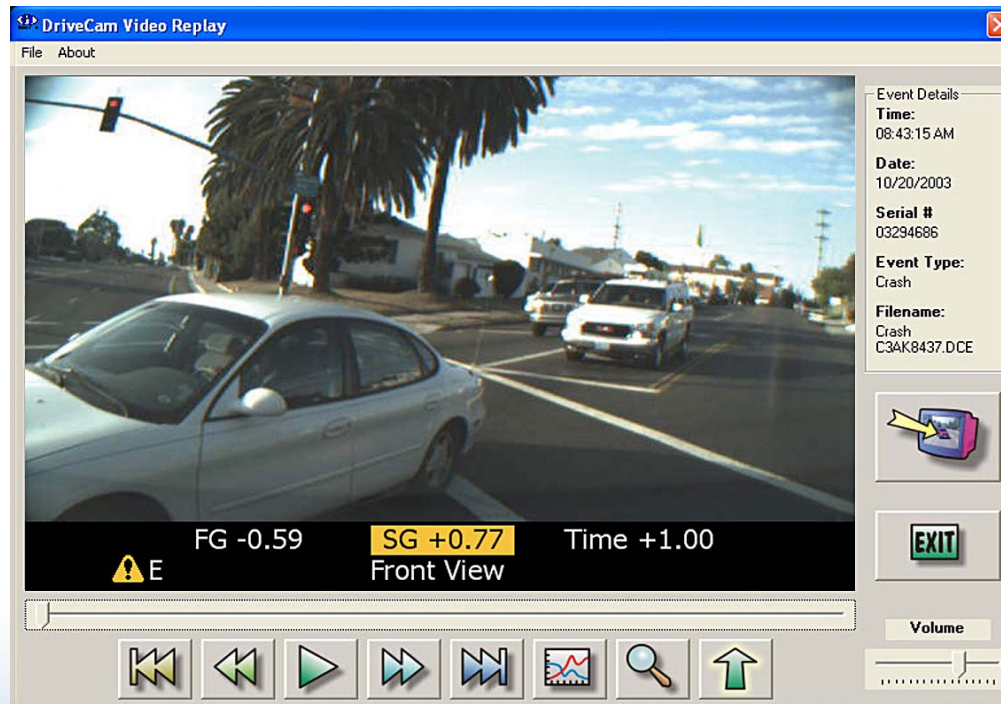 DriveCam Video Replay
File About
Event Details
Time:
08:43:15 AM
Date:
10/20/2003
Serial #
03294686
Event Type:
Crash
Filename:
Crash
C3AK8437.DCE
FG -0.59 SG +0.77 Time +1.00
E Front View
EXIT
Volume